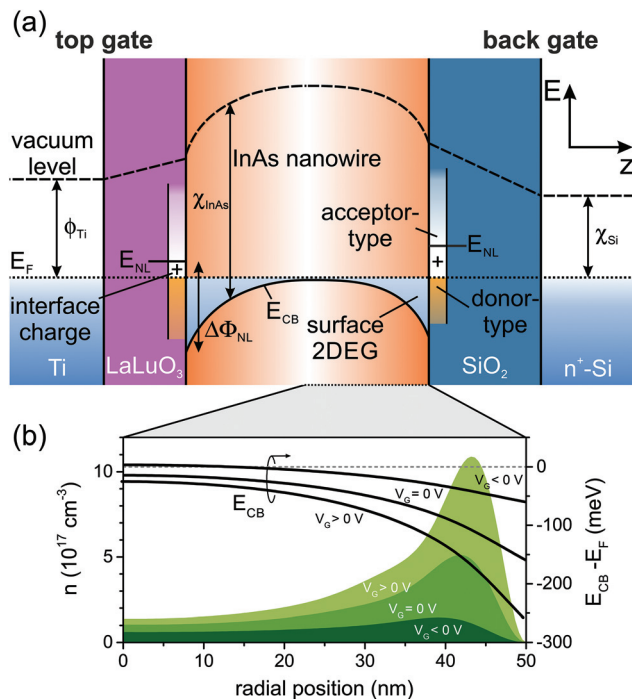 (a) top gate back gate
E
z
vacuum
level
InAs nanowire
χInAs
acceptor-
type
ϕTi
χSi
EF
ENL
+
ENL
+
interface
charge
ΔΦNL
ECB
surface
2DEG
donor-
type
Ti LaLuO3 SiO2 n+-Si
(b)
n (10^17 cm^-3)
10
5
0
ECB
VG > 0 V
VG = 0 V
VG < 0 V
VG > 0 V
VG = 0 V
VG < 0 V
0
-100
-200
-300
ECB -EF (meV)
0 10 20 30 40 50
radial position (nm)